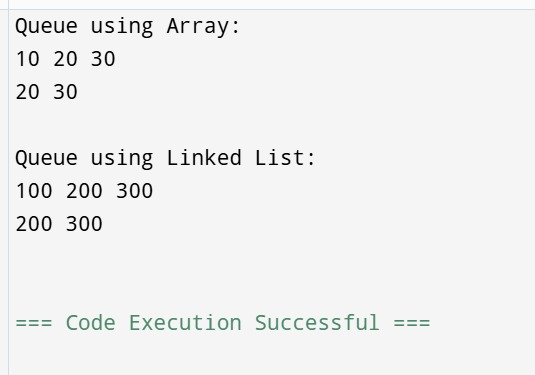 Queue using Array:
10 20 30
20 30
Queue using Linked List:
100 200 300
200 300
=== Code Execution Successful ===